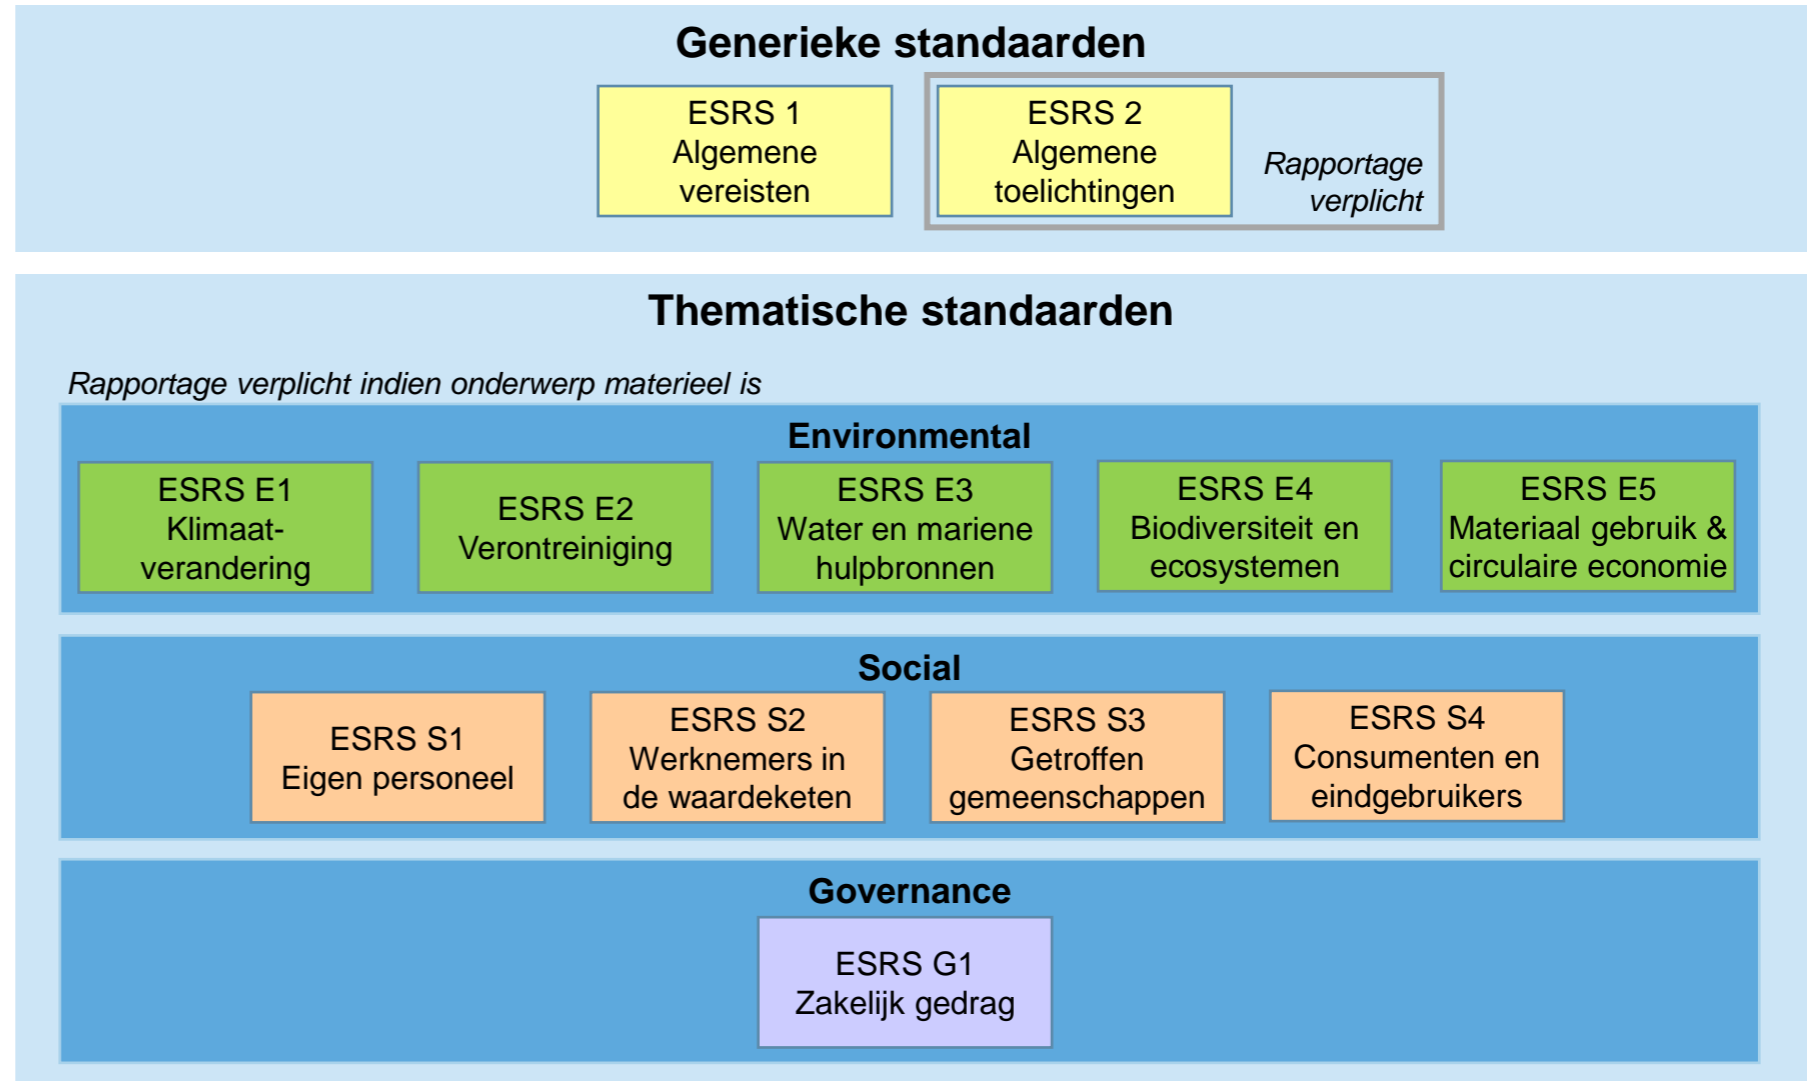 Generieke standaarden
ESRS 1
Algemene
vereisten
ESRS 2
Algemene
toelichtingen
Rapportage
verplicht
Thematische standaarden
Rapportage verplicht indien onderwerp materieel is
Environmental
ESRS E1
Klimaat-
verandering
ESRS E2
Verontreiniging
ESRS E3
Water en mariene
hulpbronnen
ESRS E4
Biodiversiteit en
ecosystemen
ESRS E5
Materiaal gebruik &
circulaire economie
Social
ESRS S1
Eigen personeel
ESRS S2
Werknemers in
de waardeketen
ESRS S3
Getroffen
gemeenschappen
ESRS S4
Consumenten en
eindgebruikers
Governance
ESRS G1
Zakelijk gedrag